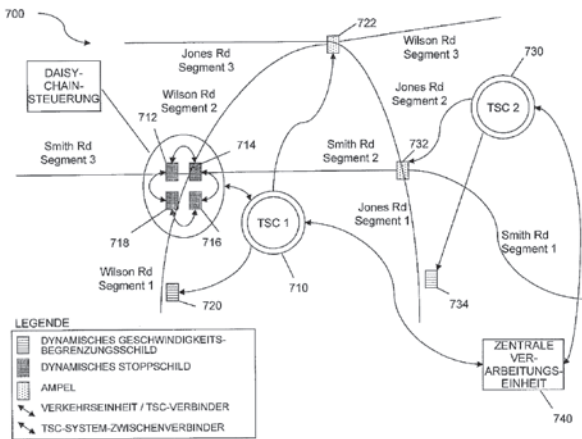 700
722
Jones Rd
Segment 3
Wilson Rd
Segment 3
730
DAISY-
CHAIN-
STEUERUNG
Wilson Rd
Segment 2
Jones Rd
Segment 2
TSC 2
712
714
732
Smith Rd
Segment 3
Smith Rd
Segment 2
718
716
TSC 1
Jones Rd
Segment 1
Smith Rd
Segment 1
Wilson Rd
Segment 1
720
710
734
LEGENDE
DYNAMISCHES GESCHWINDIGKEITS-
BEGRENZUNGSSCHILD
DYNAMISCHES STOPPSCHILD
AMPEL
VERKEHRSEINHEIT / TSC-VERBINDER
TSC-SYSTEM-ZWISCHENVERBINDER
ZENTRALE
VER-
ARBEITUNGS-
EINHEIT
740